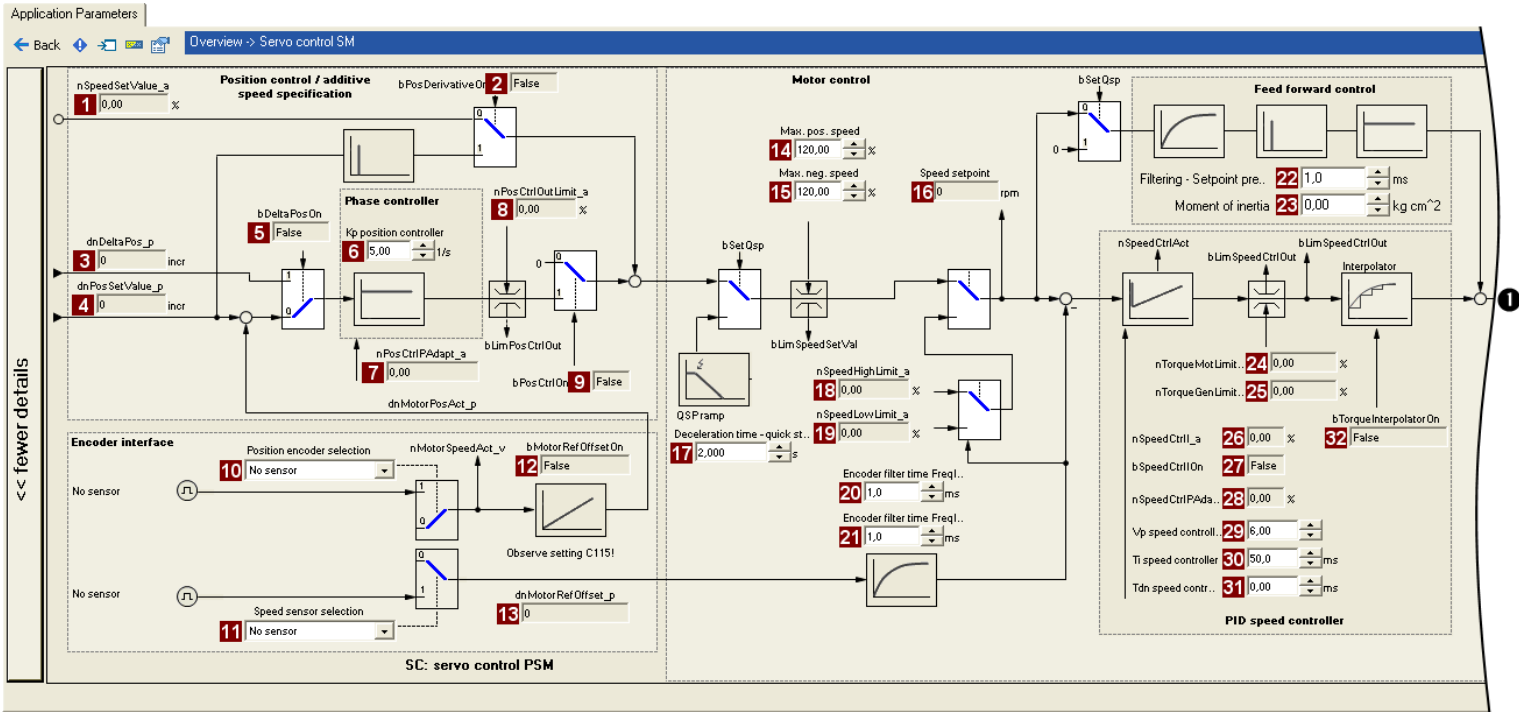 Application Parameters
Back
Overview -> Servo control SM
<< fewer details
Position control / additive
speed specification
nSpeedSetValue_a
1 0,00 %
bPosDerivativeOn
2 False
0
1
dnDeltaPos_p
3 0 incr
dnPosSetValue_p
4 0 incr
bDeltaPosOn
5 False
1
0
Phase controller
Kp position controller
6 5,00 1/s
nPosCtrlPAdapt_a
7 0,00
nPosCtrlOutLimit_a
8 0,00 %
bLimPosCtrlOut
0
0
1
bPosCtrlOn 9 False
dnMotorPosAct_p
Encoder interface
Position encoder selection
10 No sensor
No sensor
1
0
nMotorSpeedAct_v
bMotorRefOffsetOn
12 False
Observe setting C115!
No sensor
0
1
Speed sensor selection
11 No sensor
dnMotorRefOffset_p
13 0
SC: servo control PSM
Motor control
Max. pos. speed
14 120,00 %
Max. neg. speed
15 120,00 %
Speed setpoint
16 0 rpm
bSetQsp
bLimSpeedSetVal
QSP ramp
Deceleration time - quick st..
17 2,000 s
nSpeedHighLimit_a
18 0,00 %
nSpeedLowLimit_a
19 0,00 %
Encoder filter time FreqI..
20 1,0 ms
Encoder filter time FreqI..
21 1,0 ms
bSetQsp
0
0
1
Feed forward control
Filtering - Setpoint pre.. 22 1,0 ms
Moment of inertia 23 0,00 kg cm^2
nSpeedCtrlAct
bLimSpeedCtrlOut
bLimSpeedCtrlOut
Interpolator
❶
nTorqueMotLimit.. 24 0,00 %
nTorqueGenLimit.. 25 0,00 %
bTorqueInterpolatorOn
32 False
nSpeedCtrlI_a 26 0,00 %
bSpeedCtrlIOn 27 False
nSpeedCtrlPAda.. 28 0,00 %
Vp speed controll.. 29 6,00
Ti speed controller 30 50,0 ms
Tdn speed contr.. 31 0,00 ms
PID speed controller